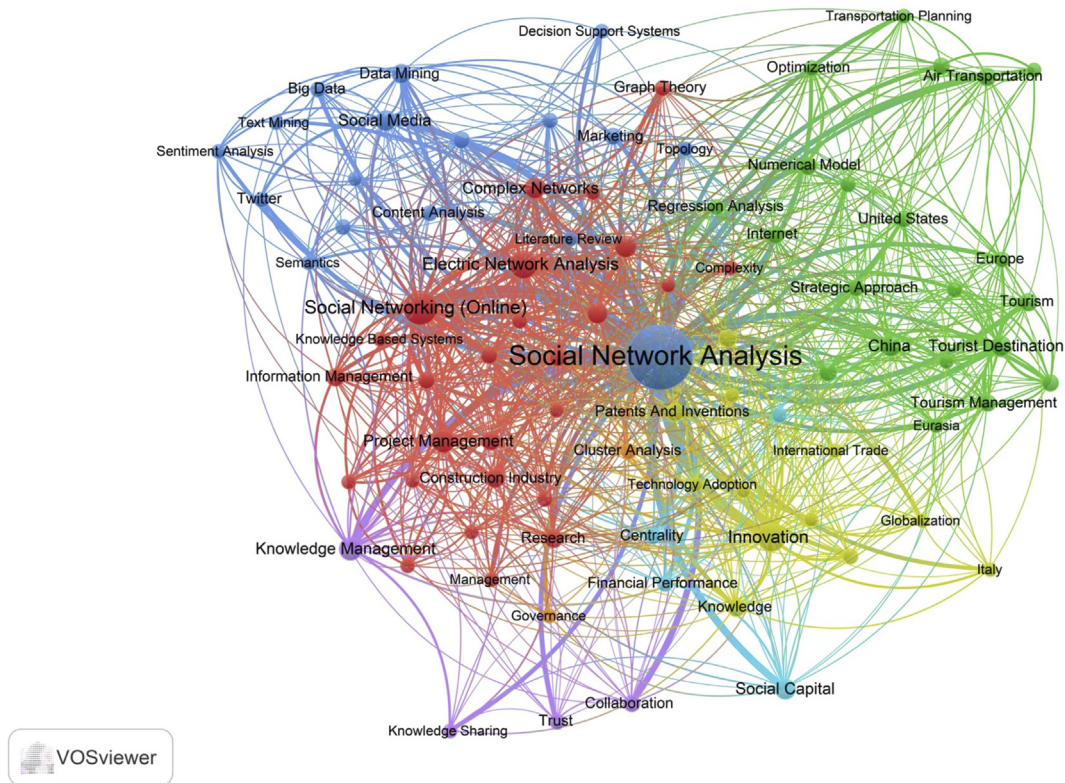 Transportation Planning
Decision Support Systems
Optimization
Data Mining
Air Transportation
Big Data
Graph Theory
Text Mining
Social Media
Marketing
Topology
Sentiment Analysis
Numerical Model
Complex Networks
Twitter
Content Analysis
Regression Analysis
United States
Internet
Literature Review
Semantics
Electric Network Analysis
Complexity
Europe
Strategic Approach
Social Networking (Online)
Tourism
Knowledge Based Systems
Social Network Analysis
China
Tourist Destination
Information Management
Patents And Inventions
Tourism Management
Eurasia
Project Management
Cluster Analysis
International Trade
Construction Industry
Technology Adoption
Globalization
Research
Centrality
Innovation
Knowledge Management
Italy
Management
Financial Performance
Governance
Knowledge
Social Capital
Collaboration
Trust
Knowledge Sharing
VOSviewer